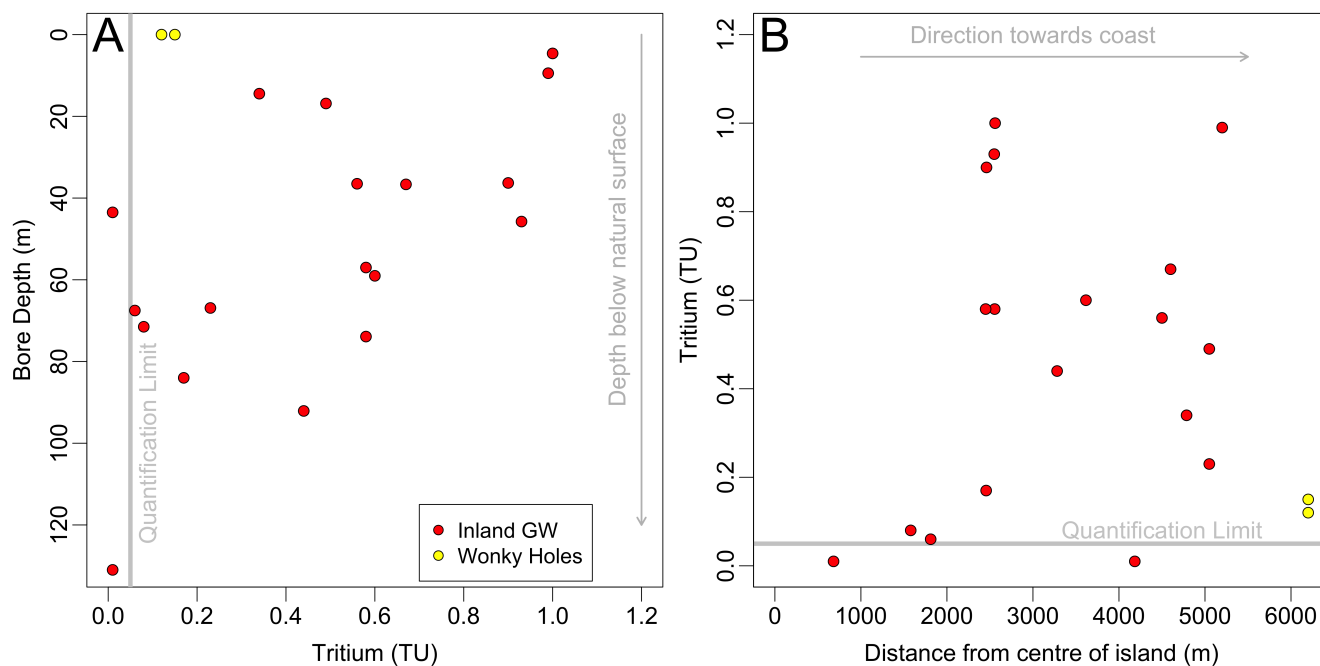 A
0
20
40
60
80
100
120
Bore Depth (m)
Quantification Limit
Depth below natural surface
Inland GW
Wonky Holes
0.0 0.2 0.4 0.6 0.8 1.0 1.2
Tritium (TU)
B
Direction towards coast
1.2
1.0
0.8
0.6
0.4
0.2
0.0
Tritium (TU)
Quantification Limit
0 1000 2000 3000 4000 5000 6000
Distance from centre of island (m)